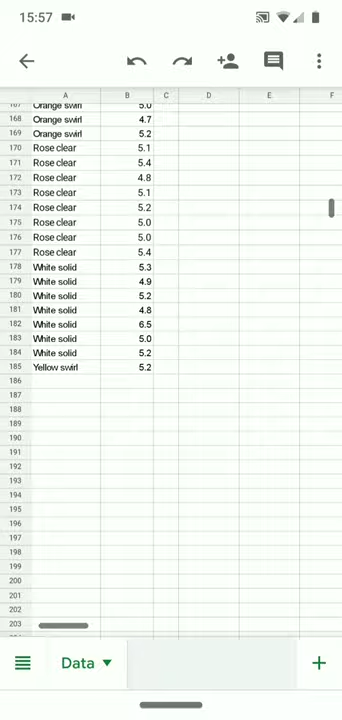 15:57
A B C D E F
167 Orange swirl 5.0
168 Orange swirl 4.7
169 Orange swirl 5.2
170 Rose clear 5.1
171 Rose clear 5.4
172 Rose clear 4.8
173 Rose clear 5.1
174 Rose clear 5.2
175 Rose clear 5.0
176 Rose clear 5.0
177 Rose clear 5.4
178 White solid 5.3
179 White solid 4.9
180 White solid 5.2
181 White solid 4.8
182 White solid 6.5
183 White solid 5.0
184 White solid 5.2
185 Yellow swirl 5.2
186
187
188
189
190
191
192
193
194
195
196
197
198
199
200
201
202
203
Data